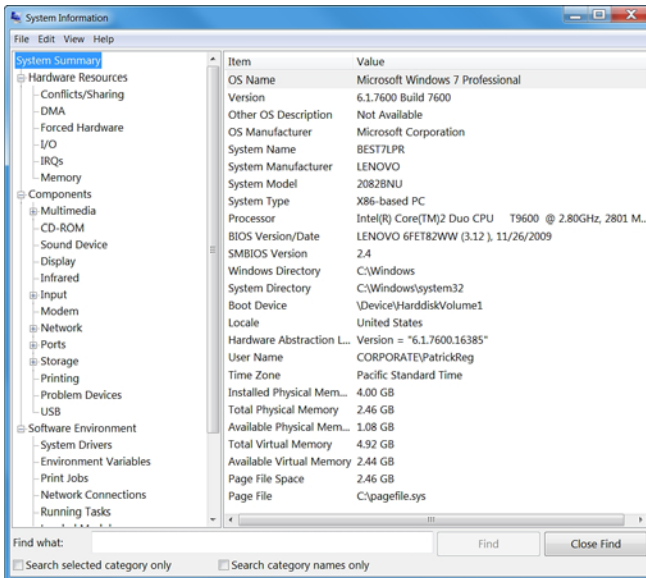 System Information
File Edit View Help
System Summary
Hardware Resources
Conflicts/Sharing
DMA
Forced Hardware
I/O
IRQs
Memory
Components
Multimedia
CD-ROM
Sound Device
Display
Infrared
Input
Modem
Network
Ports
Storage
Printing
Problem Devices
USB
Software Environment
System Drivers
Environment Variables
Print Jobs
Network Connections
Running Tasks
Item Value
OS Name Microsoft Windows 7 Professional
Version 6.1.7600 Build 7600
Other OS Description Not Available
OS Manufacturer Microsoft Corporation
System Name BEST7LPR
System Manufacturer LENOVO
System Model 2082BNU
System Type X86-based PC
Processor Intel(R) Core(TM)2 Duo CPU T9600 @ 2.80GHz, 2801 M...
BIOS Version/Date LENOVO 6FET82WW (3.12 ), 11/26/2009
SMBIOS Version 2.4
Windows Directory C:\Windows
System Directory C:\Windows\system32
Boot Device \Device\HarddiskVolume1
Locale United States
Hardware Abstraction L... Version = "6.1.7600.16385"
User Name CORPORATE\PatrickReg
Time Zone Pacific Standard Time
Installed Physical Mem... 4.00 GB
Total Physical Memory 2.46 GB
Available Physical Mem... 1.08 GB
Total Virtual Memory 4.92 GB
Available Virtual Memory 2.44 GB
Page File Space 2.46 GB
Page File C:\pagefile.sys
Find what: Find Close Find
Search selected category only Search category names only